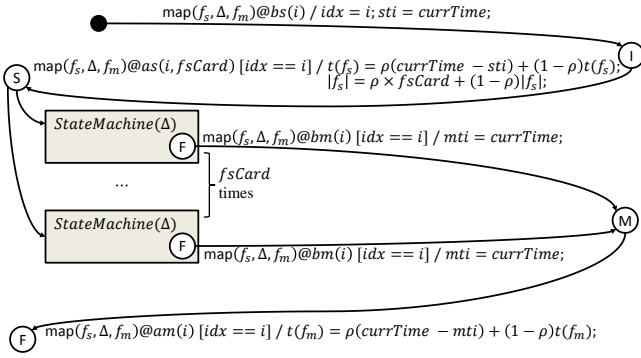 map(f_s, Δ, f_m)@bs(i) / idx = i; sti = currTime;
I
S
map(f_s, Δ, f_m)@as(i, fsCard) [idx == i] / t(f_s) = ρ(currTime − sti) + (1 − ρ)t(f_s);
|f_s| = ρ × fsCard + (1 − ρ)|f_s|;
StateMachine(Δ)
F
map(f_s, Δ, f_m)@bm(i) [idx == i] / mti = currTime;
...
fsCard
times
StateMachine(Δ)
F
M
map(f_s, Δ, f_m)@bm(i) [idx == i] / mti = currTime;
F
map(f_s, Δ, f_m)@am(i) [idx == i] / t(f_m) = ρ(currTime − mti) + (1 − ρ)t(f_m);